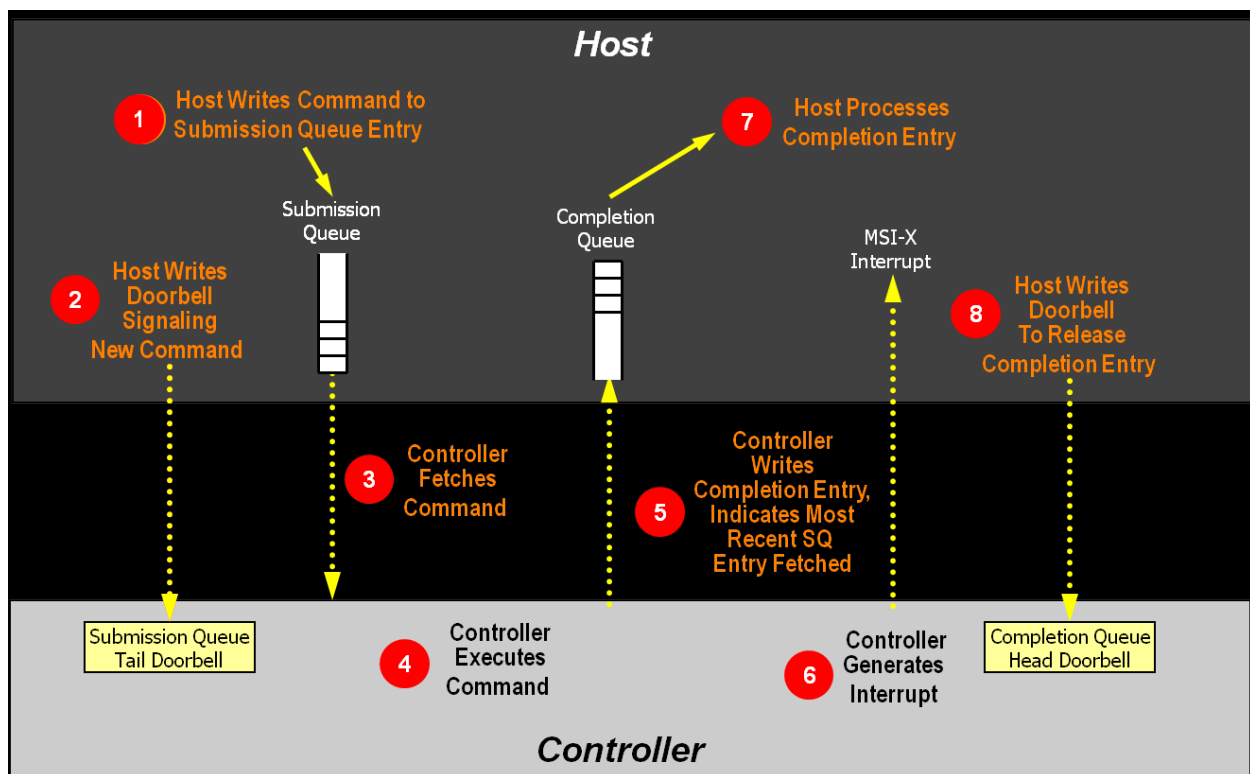 Host
1
Host Writes Command to
Submission Queue Entry
7
Host Processes
Completion Entry
Submission
Queue
Completion
Queue
MSI-X
Interrupt
2
Host Writes
Doorbell
Signaling
New Command
8
Host Writes
Doorbell
To Release
Completion Entry
3
Controller
Fetches
Command
5
Controller
Writes
Completion Entry,
Indicates Most
Recent SQ
Entry Fetched
Submission Queue
Tail Doorbell
4
Controller
Executes
Command
6
Controller
Generates
Interrupt
Completion Queue
Head Doorbell
Controller